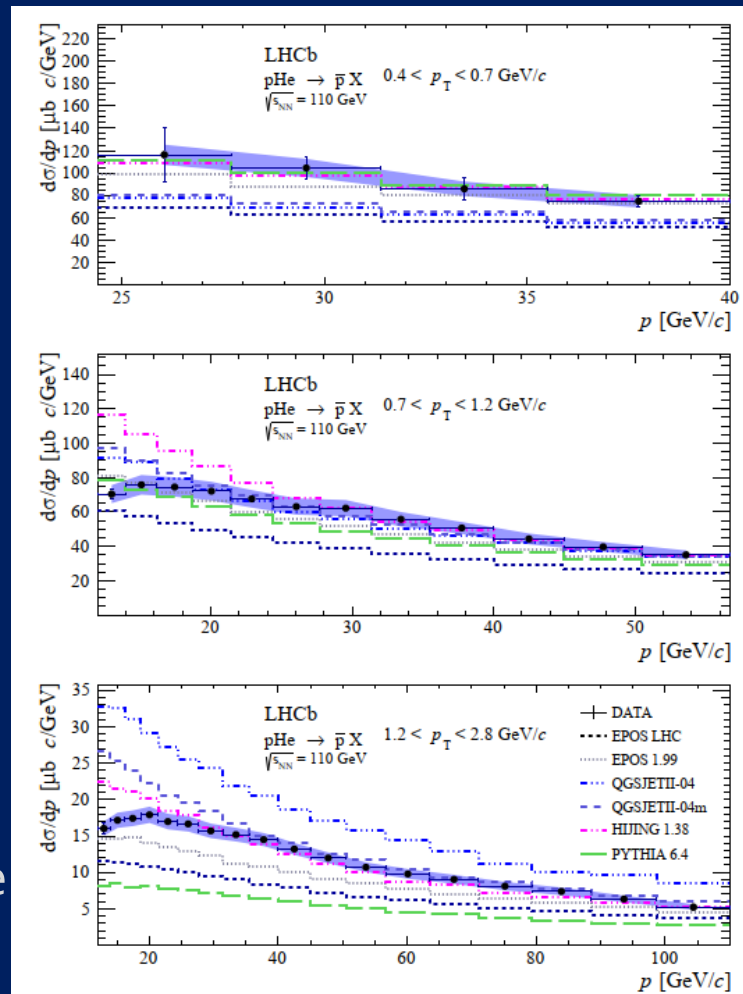 dσ/dp [μb c/GeV]
220
200
180
160
140
120
100
80
60
40
20
LHCb
pHe → p̅ X 0.4 < pT < 0.7 GeV/c
√sNN = 110 GeV
25 30 35 40
p [GeV/c]
dσ/dp [μb c/GeV]
140
120
100
80
60
40
20
LHCb
pHe → p̅ X 0.7 < pT < 1.2 GeV/c
√sNN = 110 GeV
20 30 40 50
p [GeV/c]
dσ/dp [μb c/GeV]
35
30
25
20
15
10
5
LHCb
pHe → p̅ X 1.2 < pT < 2.8 GeV/c
√sNN = 110 GeV
DATA
EPOS LHC
EPOS 1.99
QGSJETII-04
QGSJETII-04m
HIJING 1.38
PYTHIA 6.4
20 40 60 80 100
p [GeV/c]
e